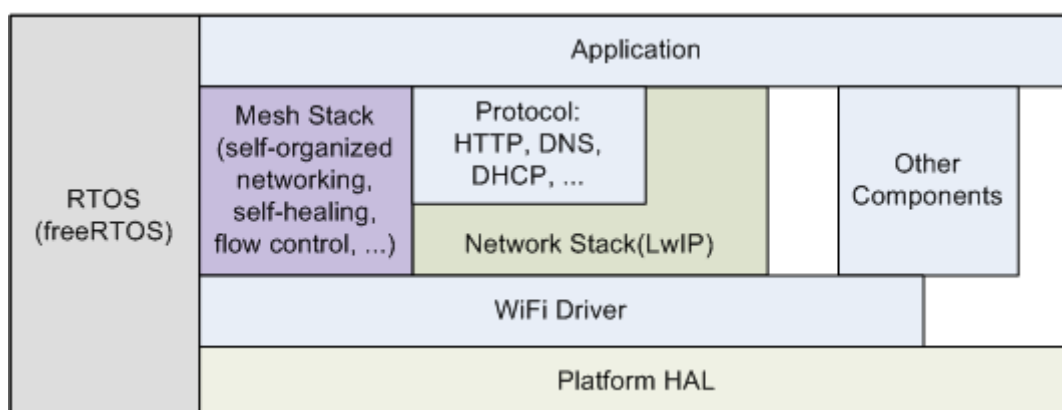 Application
Mesh Stack
(self-organized
networking,
self-healing,
flow control, ...)
Protocol:
HTTP, DNS,
DHCP, ...
Other
Components
RTOS
(freeRTOS)
Network Stack(LwIP)
WiFi Driver
Platform HAL